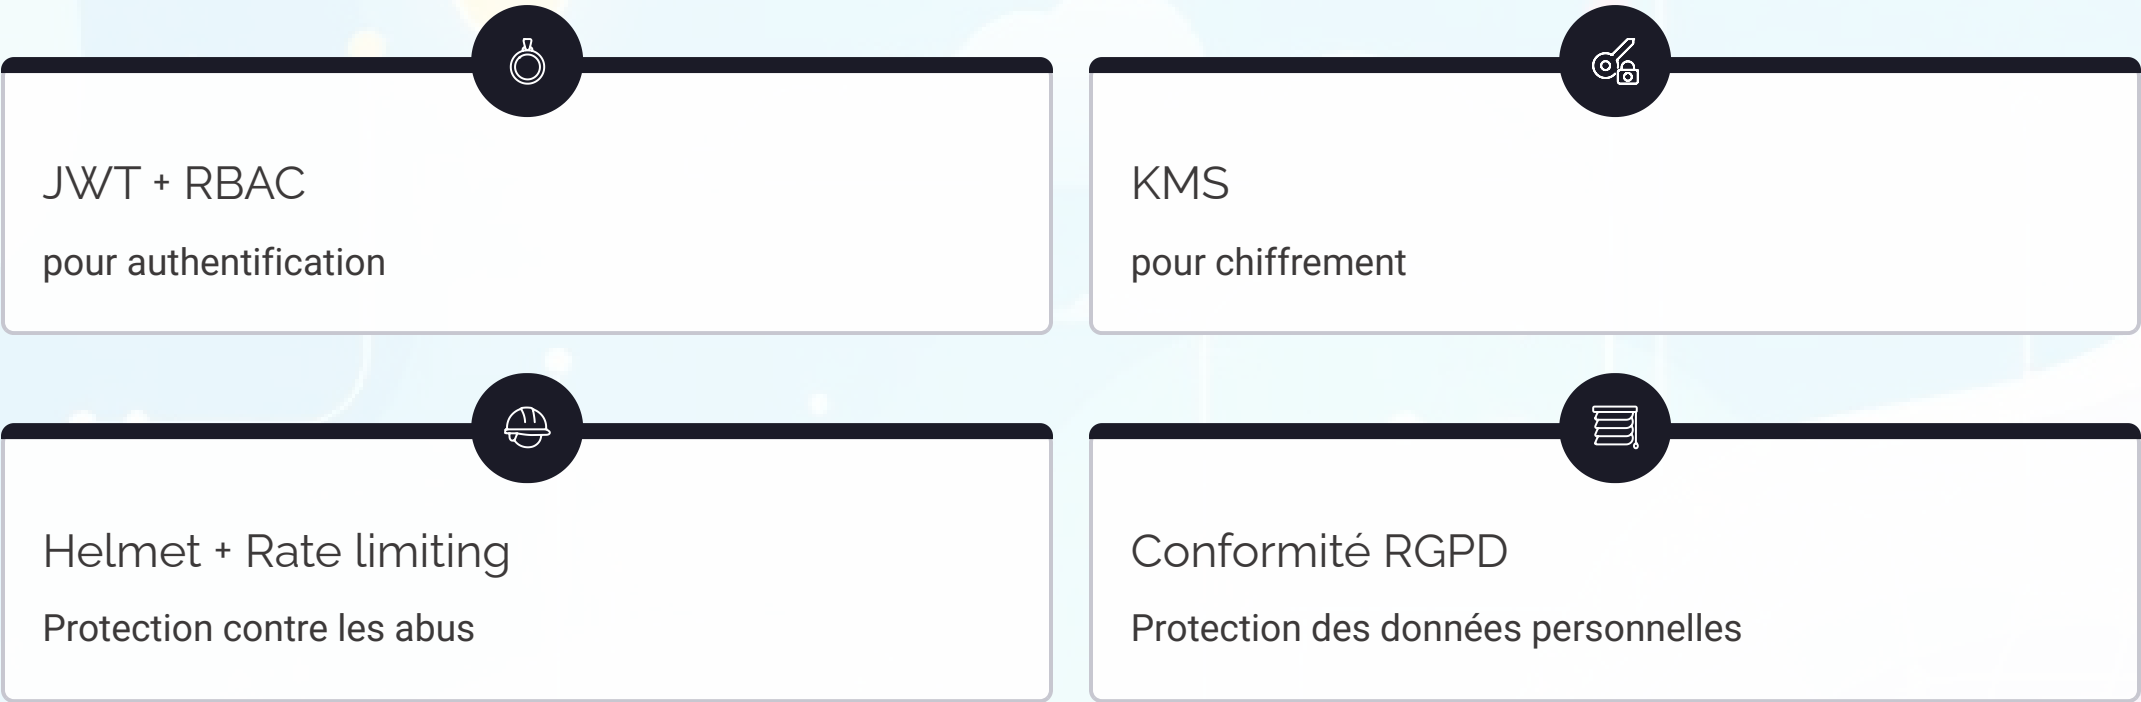 JWT + RBAC
pour authentification
KMS
pour chiffrement
Helmet + Rate limiting
Protection contre les abus
Conformité RGPD
Protection des données personnelles